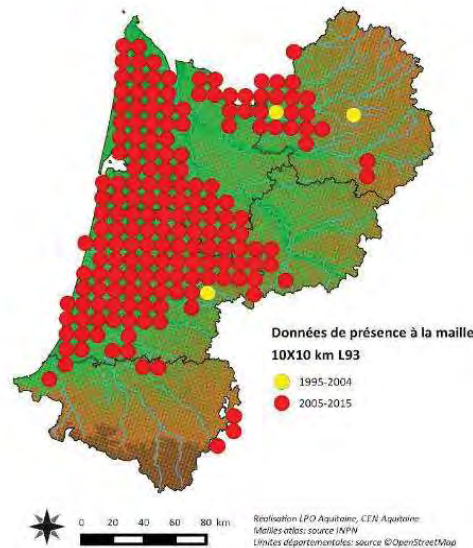 Données de présence à la maille
10X10 km L93
1995-2004
2005-2015
km
0 20 40 60 80
Réalisation LPO Aquitaine, CEN Aquitaine
Mailles atlas: source INPN
Limites départementales: source ©OpenStreetMap